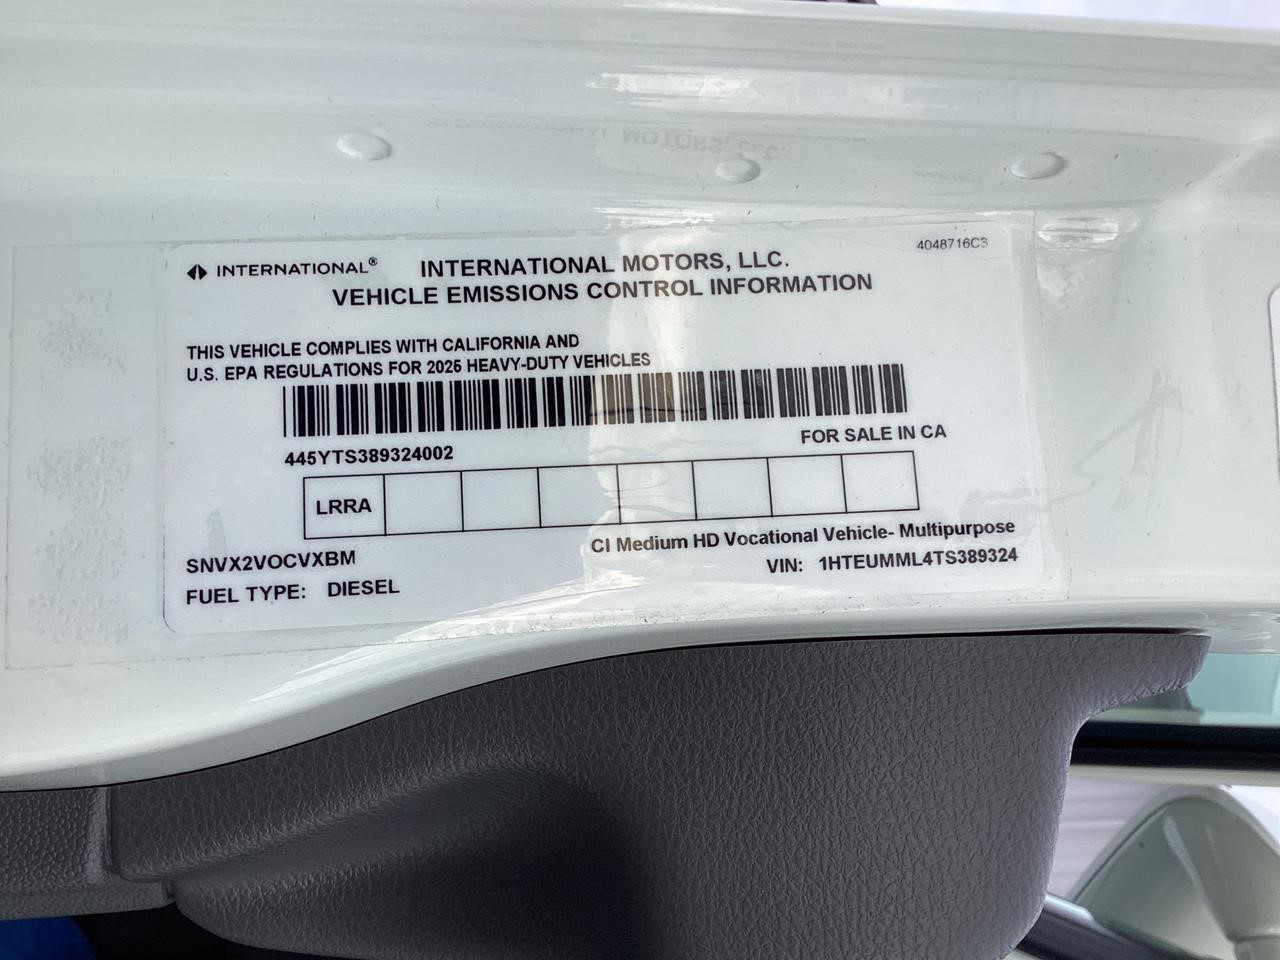 INTERNATIONAL® INTERNATIONAL MOTORS, LLC. 4048716C3
VEHICLE EMISSIONS CONTROL INFORMATION
THIS VEHICLE COMPLIES WITH CALIFORNIA AND
U.S. EPA REGULATIONS FOR 2026 HEAVY-DUTY VEHICLES
445YTS389324002
FOR SALE IN CA
LRRA
CI Medium HD Vocational Vehicle- Multipurpose
SNVX2VOCVXBM
VIN: 1HTEUMML4TS389324
FUEL TYPE: DIESEL